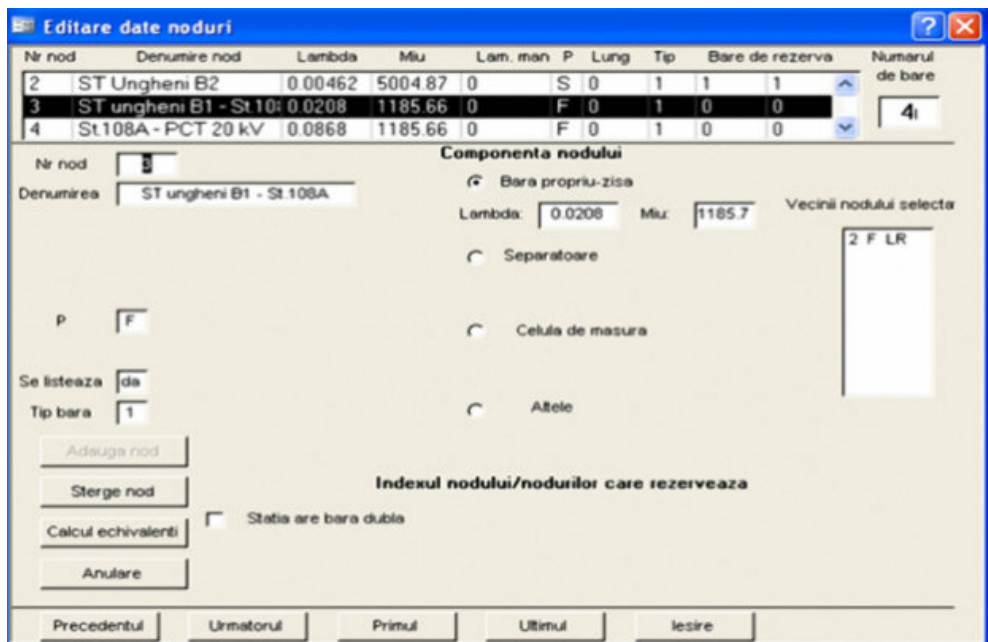 Editare date noduri
Nr nod Denumire nod Lambda Miu Lam. man P Lung Tip Bare de rezerva Numarul de bare
2 ST Ungheni B2 0.00462 5004.87 0 S 0 1 1 1
3 ST ungheni B1 - St.10 0.0208 1185.66 0 F 0 1 0 0
4 St.108A - PCT 20 kV 0.0868 1185.66 0 F 0 1 0 0
4
Nr nod 3
Componenta nodului
Denumirea ST ungheni B1 - St.108A
Bara propriu-zisa
Lambda: 0.0208 Miu: 1185.7
Vecinii nodului selectar
2 F LR
Separatoare
P F
Celula de masura
Se listeaza da
Tip bara 1
Altele
Adauga nod
Sterge nod
Indexul nodului/nodurilor care rezerveaza
Statia are bara dubla
Calcul echivalenti
Anulare
Precedentul Urmatorul Primul Ultimul Iesire